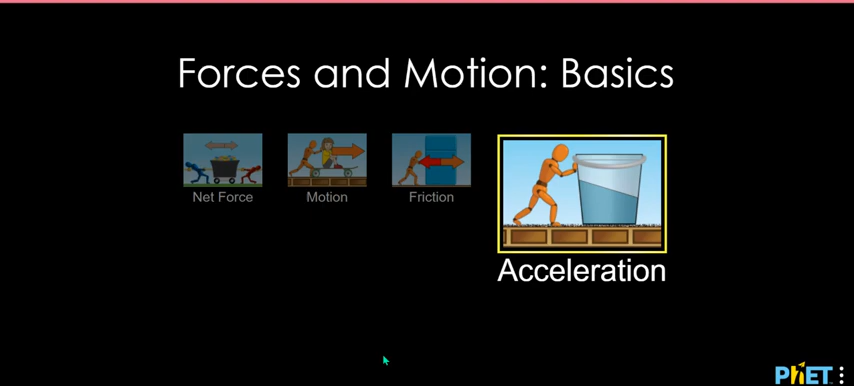 Forces and Motion: Basics
Net Force
Motion
Friction
Acceleration
PhET